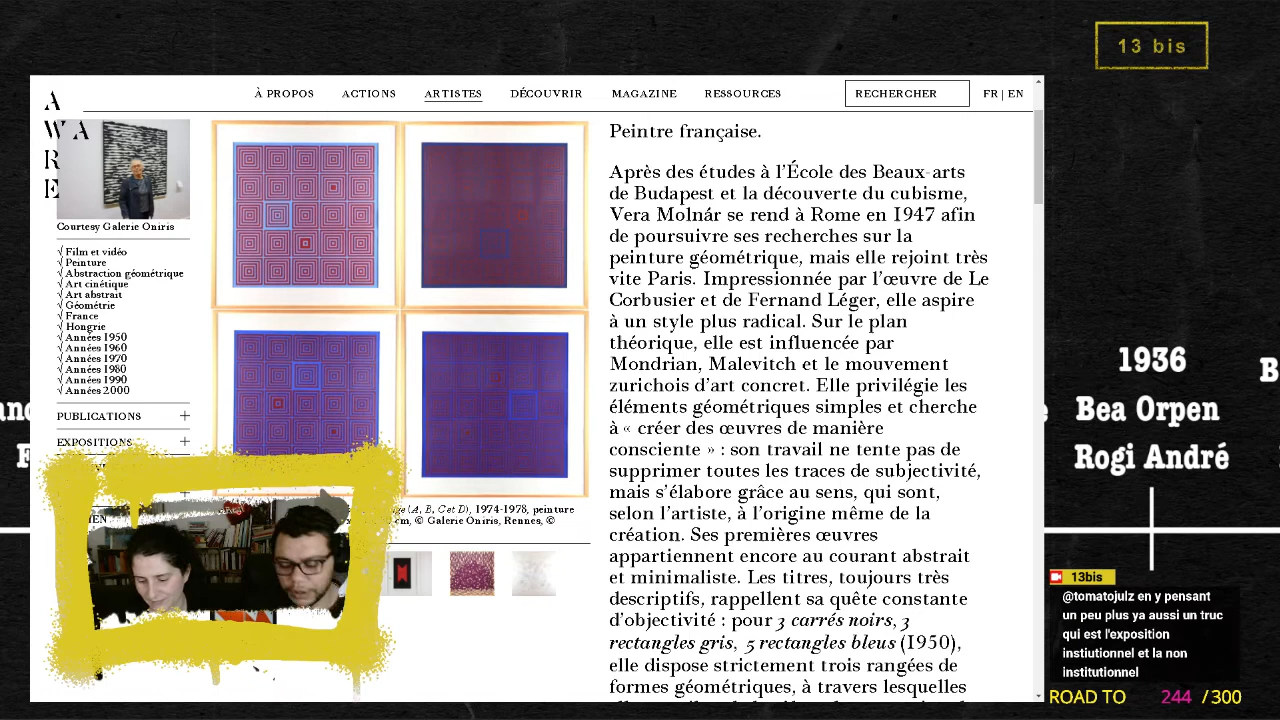 13 bis
A
W A
R
E
À PROPOS
ACTIONS
ARTISTES
DÉCOUVRIR
MAGAZINE
RESSOURCES
RECHERCHER
FR | EN
Courtesy Galerie Oniris
√ Film et vidéo
√ Peinture
√ Abstraction géométrique
√ Art cinétique
√ Art abstrait
√ Géométrie
√ France
√ Hongrie
√ Années 1950
√ Années 1960
√ Années 1970
√ Années 1980
√ Années 1990
√ Années 2000
PUBLICATIONS +
EXPOSITIONS +
(A, B, C et D), 1974-1978, peinture
cm, © Galerie Oniris, Rennes, ©
Peintre française.
Après des études à l’École des Beaux-arts
de Budapest et la découverte du cubisme,
Vera Molnár se rend à Rome en 1947 afin
de poursuivre ses recherches sur la
peinture géométrique, mais elle rejoint très
vite Paris. Impressionnée par l’œuvre de Le
Corbusier et de Fernand Léger, elle aspire
à un style plus radical. Sur le plan
théorique, elle est influencée par
Mondrian, Malevitch et le mouvement
zurichois d’art concret. Elle privilégie les
éléments géométriques simples et cherche
à « créer des œuvres de manière
consciente » : son travail ne tente pas de
supprimer toutes les traces de subjectivité,
mais s’élabore grâce au sens, qui sont,
selon l’artiste, à l’origine même de la
création. Ses premières œuvres
appartiennent encore au courant abstrait
et minimaliste. Les titres, toujours très
descriptifs, rappellent sa quête constante
d’objectivité : pour 3 carrés noirs, 3
rectangles gris, 5 rectangles bleus (1950),
elle dispose strictement trois rangées de
formes géométriques, à travers lesquelles
1936
Bea Orpen
Rogi André
13bis
@tomatojulz en y pensant
un peu plus ya aussi un truc
qui est l'exposition
instiutionnel et la non
institutionnel
ROAD TO 244 / 300